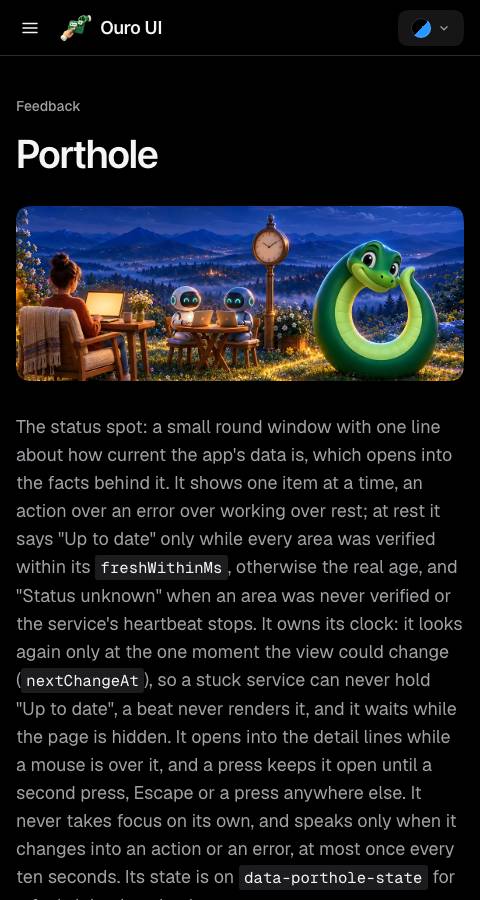 Ouro UI
Feedback
Porthole
The status spot: a small round window with one line
about how current the app's data is, which opens into
the facts behind it. It shows one item at a time, an
action over an error over working over rest; at rest it
says "Up to date" only while every area was verified
within its freshWithinMs, otherwise the real age, and
"Status unknown" when an area was never verified or
the service's heartbeat stops. It owns its clock: it looks
again only at the one moment the view could change
(nextChangeAt), so a stuck service can never hold
"Up to date", a beat never renders it, and it waits while
the page is hidden. It opens into the detail lines while
a mouse is over it, and a press keeps it open until a
second press, Escape or a press anywhere else. It
never takes focus on its own, and speaks only when it
changes into an action or an error, at most once every
ten seconds. Its state is on data-porthole-state for